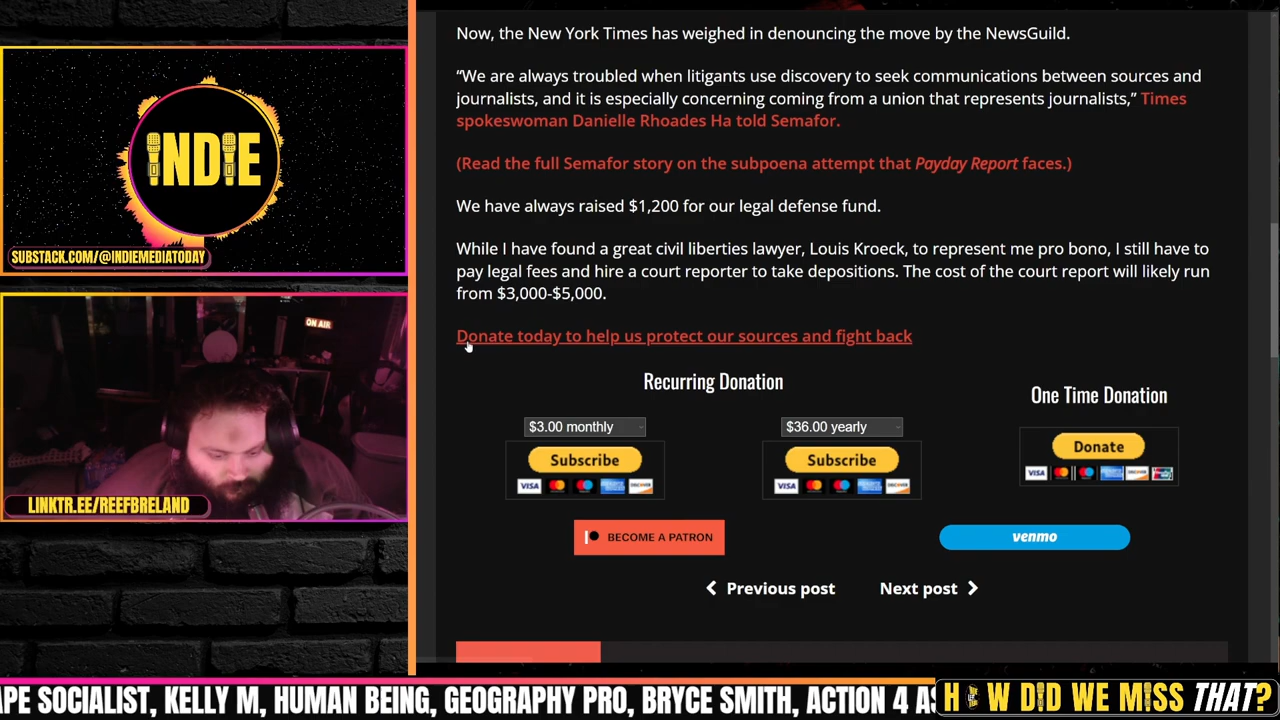 Now, the New York Times has weighed in denouncing the move by the NewsGuild.
“We are always troubled when litigants use discovery to seek communications between sources and
journalists, and it is especially concerning coming from a union that represents journalists,” Times
spokeswoman Danielle Rhoades Ha told Semafor.
(Read the full Semafor story on the subpoena attempt that Payday Report faces.)
We have always raised $1,200 for our legal defense fund.
While I have found a great civil liberties lawyer, Louis Kroeck, to represent me pro bono, I still have to
pay legal fees and hire a court reporter to take depositions. The cost of the court report will likely run
from $3,000-$5,000.
Donate today to help us protect our sources and fight back
Recurring Donation
One Time Donation
$3.00 monthly
$36.00 yearly
Subscribe
Subscribe
Donate
VISA
VISA
VISA
BECOME A PATRON
venmo
Previous post
Next post
INDIE
SUBSTACK.COM/@INDIEMEDIATODAY
ON AIR
LINKTR.EE/REEFBRELAND
APE SOCIALIST, KELLY M, HUMAN BEING, GEOGRAPHY PRO, BRYCE SMITH, ACTION 4 AS
HOW DID WE MISS THAT?